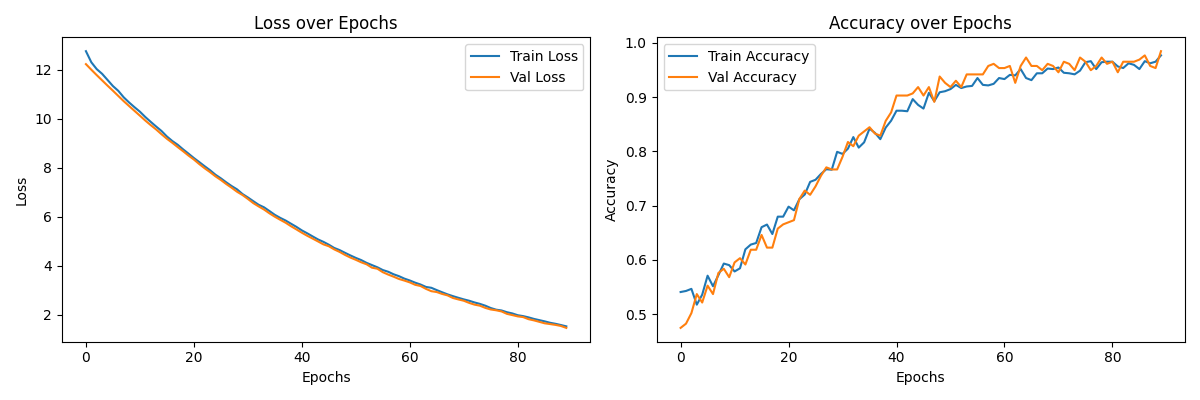 Loss over Epochs
12
10
8
6
4
2
Loss
0
20
40
60
80
Epochs
Train Loss
Val Loss
Accuracy over Epochs
1.0
0.9
0.8
0.7
0.6
0.5
Accuracy
0
20
40
60
80
Epochs
Train Accuracy
Val Accuracy